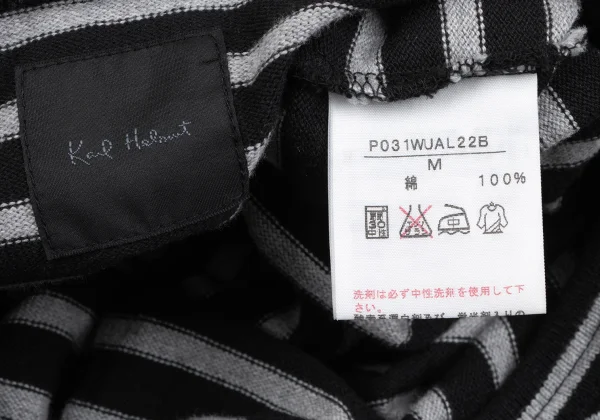 Karl Helmut
P031WJAL22B
M
綿 100%
洗剤は必ず中性洗剤を使用して下
さい。